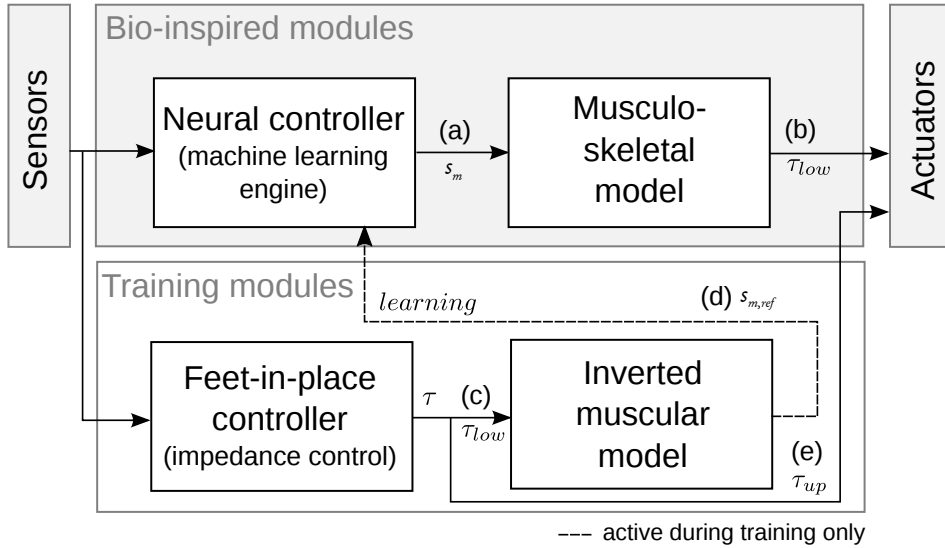 Sensors
Bio-inspired modules
Neural controller
(machine learning
engine)
(a)
s_m
Musculo-
skeletal
model
(b)
τ_low
Actuators
Training modules
learning
(d) s_m,ref
Feet-in-place
controller
(impedance control)
τ (c)
τ_low
Inverted
muscular
model
(e)
τ_up
--- active during training only